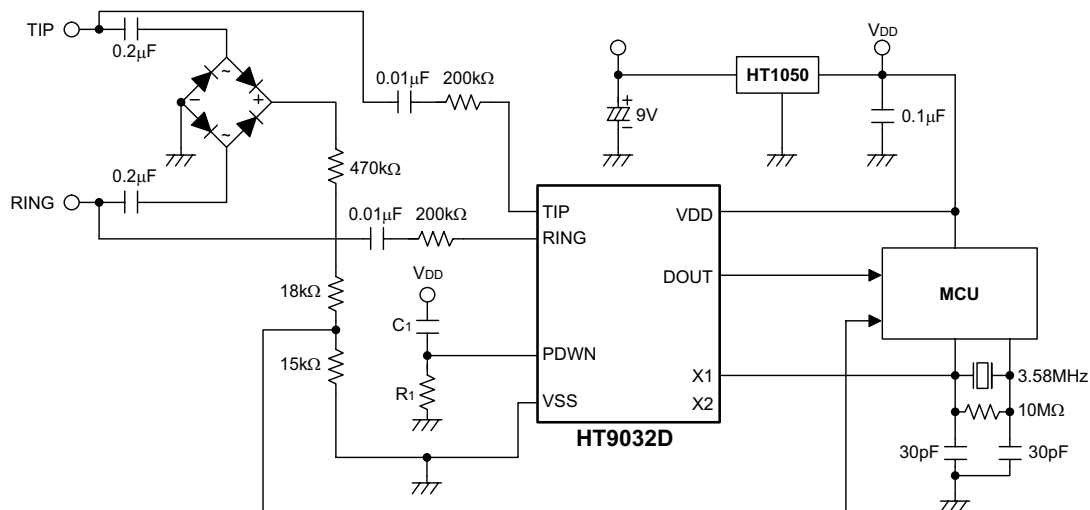 TIP
0.2μF
~
−
+
~
0.2μF
RING
0.01μF
200kΩ
470kΩ
0.01μF
200kΩ
18kΩ
15kΩ
VDD
C1
R1
HT1050
+
−
9V
VDD
0.1μF
TIP
RING
PDWN
VSS
VDD
DOUT
X1
X2
HT9032D
MCU
3.58MHz
10MΩ
30pF
30pF